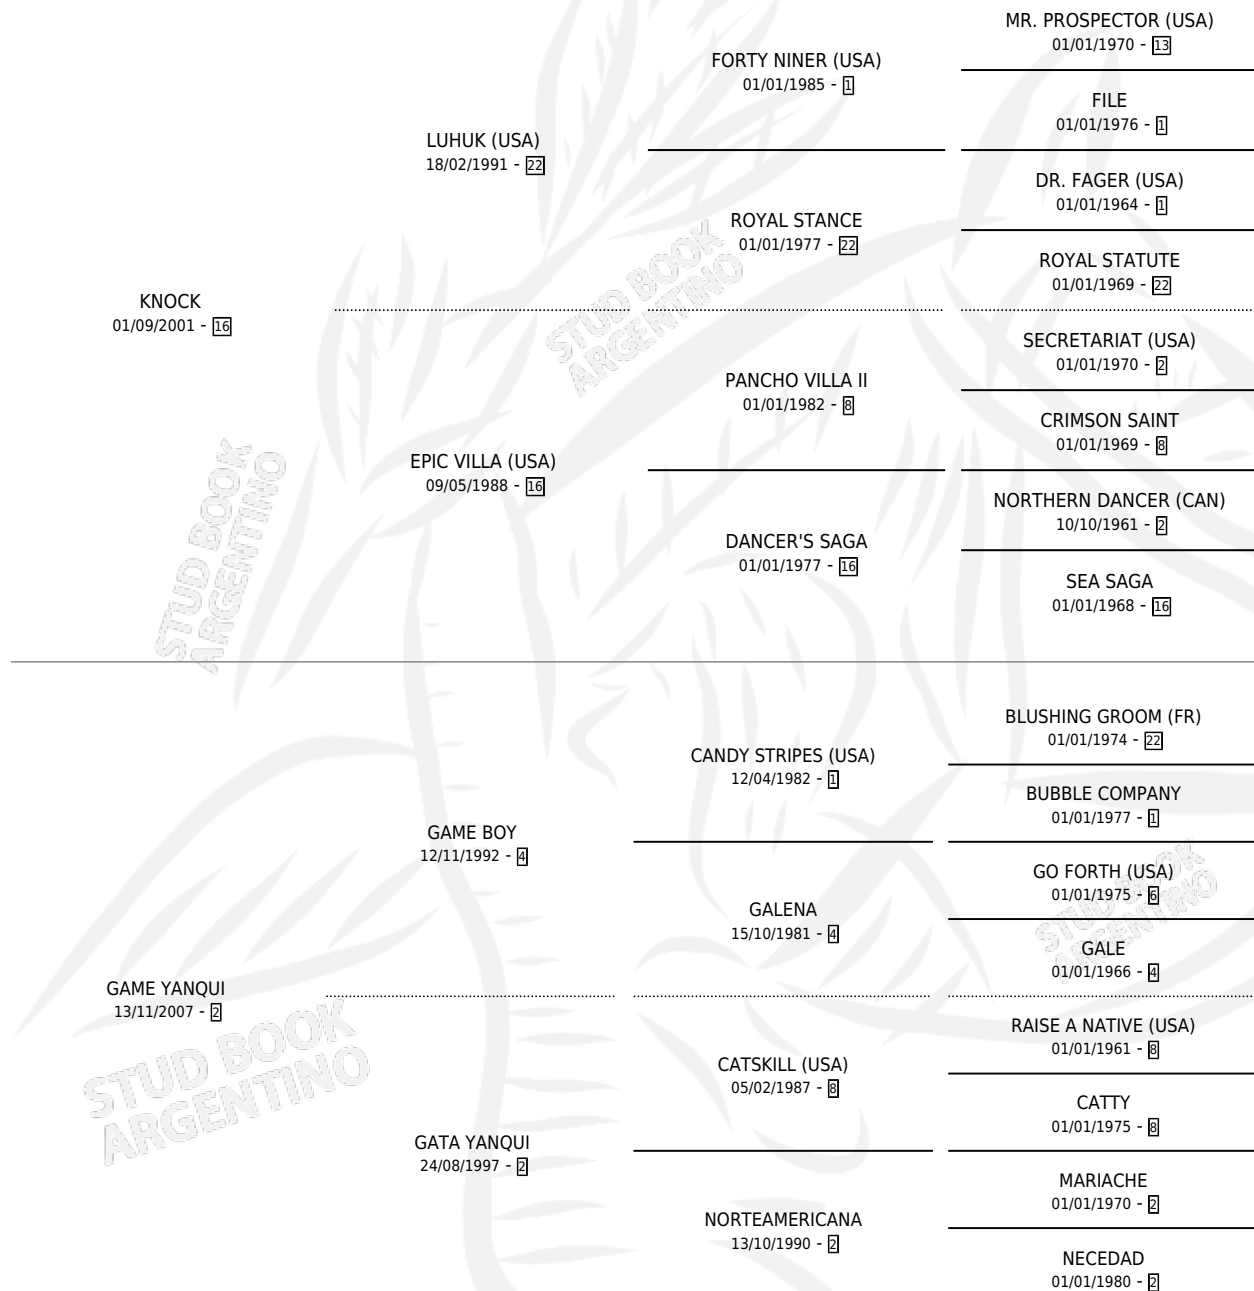 MR. PROSPECTOR (USA)
01/01/1970 - 13
FORTY NINER (USA)
01/01/1985 - 1
FILE
01/01/1976 - 1
LUHUK (USA)
18/02/1991 - 22
DR. FAGER (USA)
01/01/1964 - 1
ROYAL STANCE
01/01/1977 - 22
ROYAL STATUTE
01/01/1969 - 22
KNOCK
01/09/2001 - 16
STUD BOOK
ARGENTINO
SECRETARIAT (USA)
01/01/1970 - 2
PANCHO VILLA II
01/01/1982 - 8
CRIMSON SAINT
01/01/1969 - 8
EPIC VILLA (USA)
09/05/1988 - 16
NORTHERN DANCER (CAN)
10/10/1961 - 2
DANCER'S SAGA
01/01/1977 - 16
SEA SAGA
01/01/1968 - 16
STUD BOOK
ARGENTINO
BLUSHING GROOM (FR)
01/01/1974 - 22
CANDY STRIPES (USA)
12/04/1982 - 1
BUBBLE COMPANY
01/01/1977 - 1
GAME BOY
12/11/1992 - 4
GO FORTH (USA)
01/01/1975 - 6
GALENA
15/10/1981 - 4
GALE
01/01/1966 - 4
STUD BOOK
ARGENTINO
GAME YANQUI
13/11/2007 - 2
STUD BOOK
ARGENTINO
RAISE A NATIVE (USA)
01/01/1961 - 8
CATSKILL (USA)
05/02/1987 - 8
CATTY
01/01/1975 - 8
GATA YANQUI
24/08/1997 - 2
MARIACHE
01/01/1970 - 2
NORTEAMERICANA
13/10/1990 - 2
NECEDAD
01/01/1980 - 2